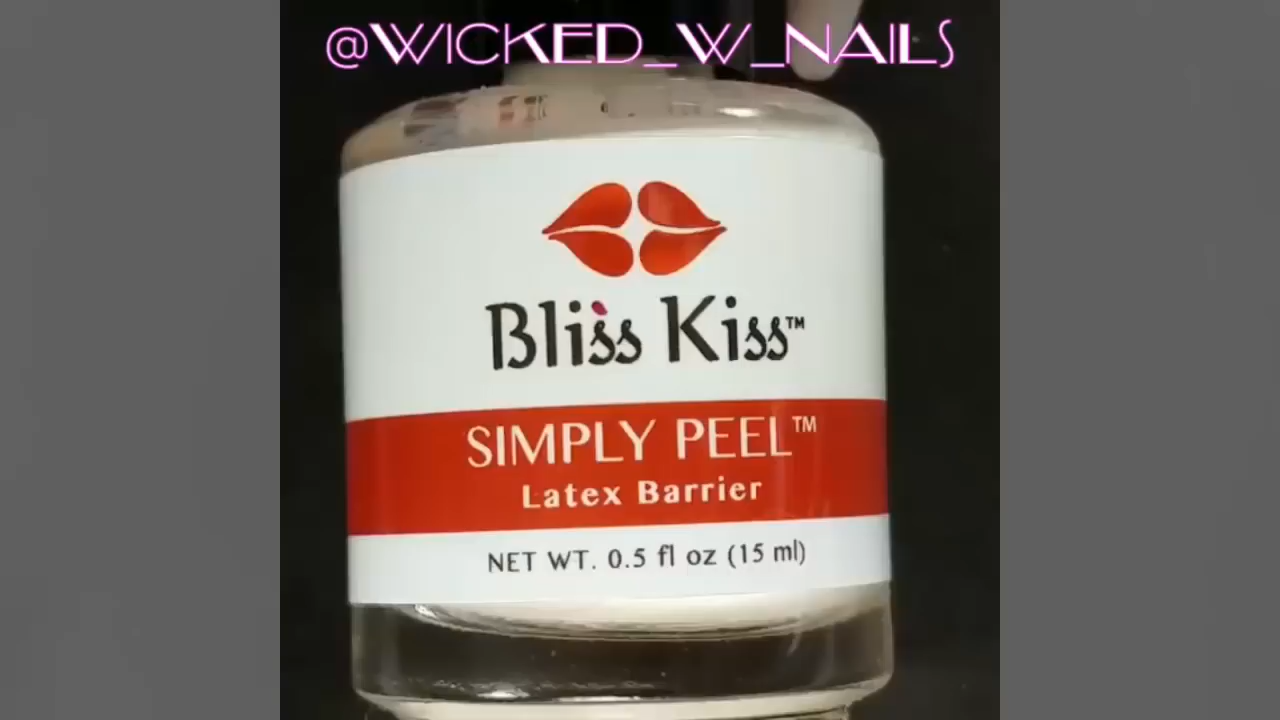 @WICKED_W_NAILS
Bliss Kiss™
SIMPLY PEEL™
Latex Barrier
NET WT. 0.5 fl oz (15 ml)